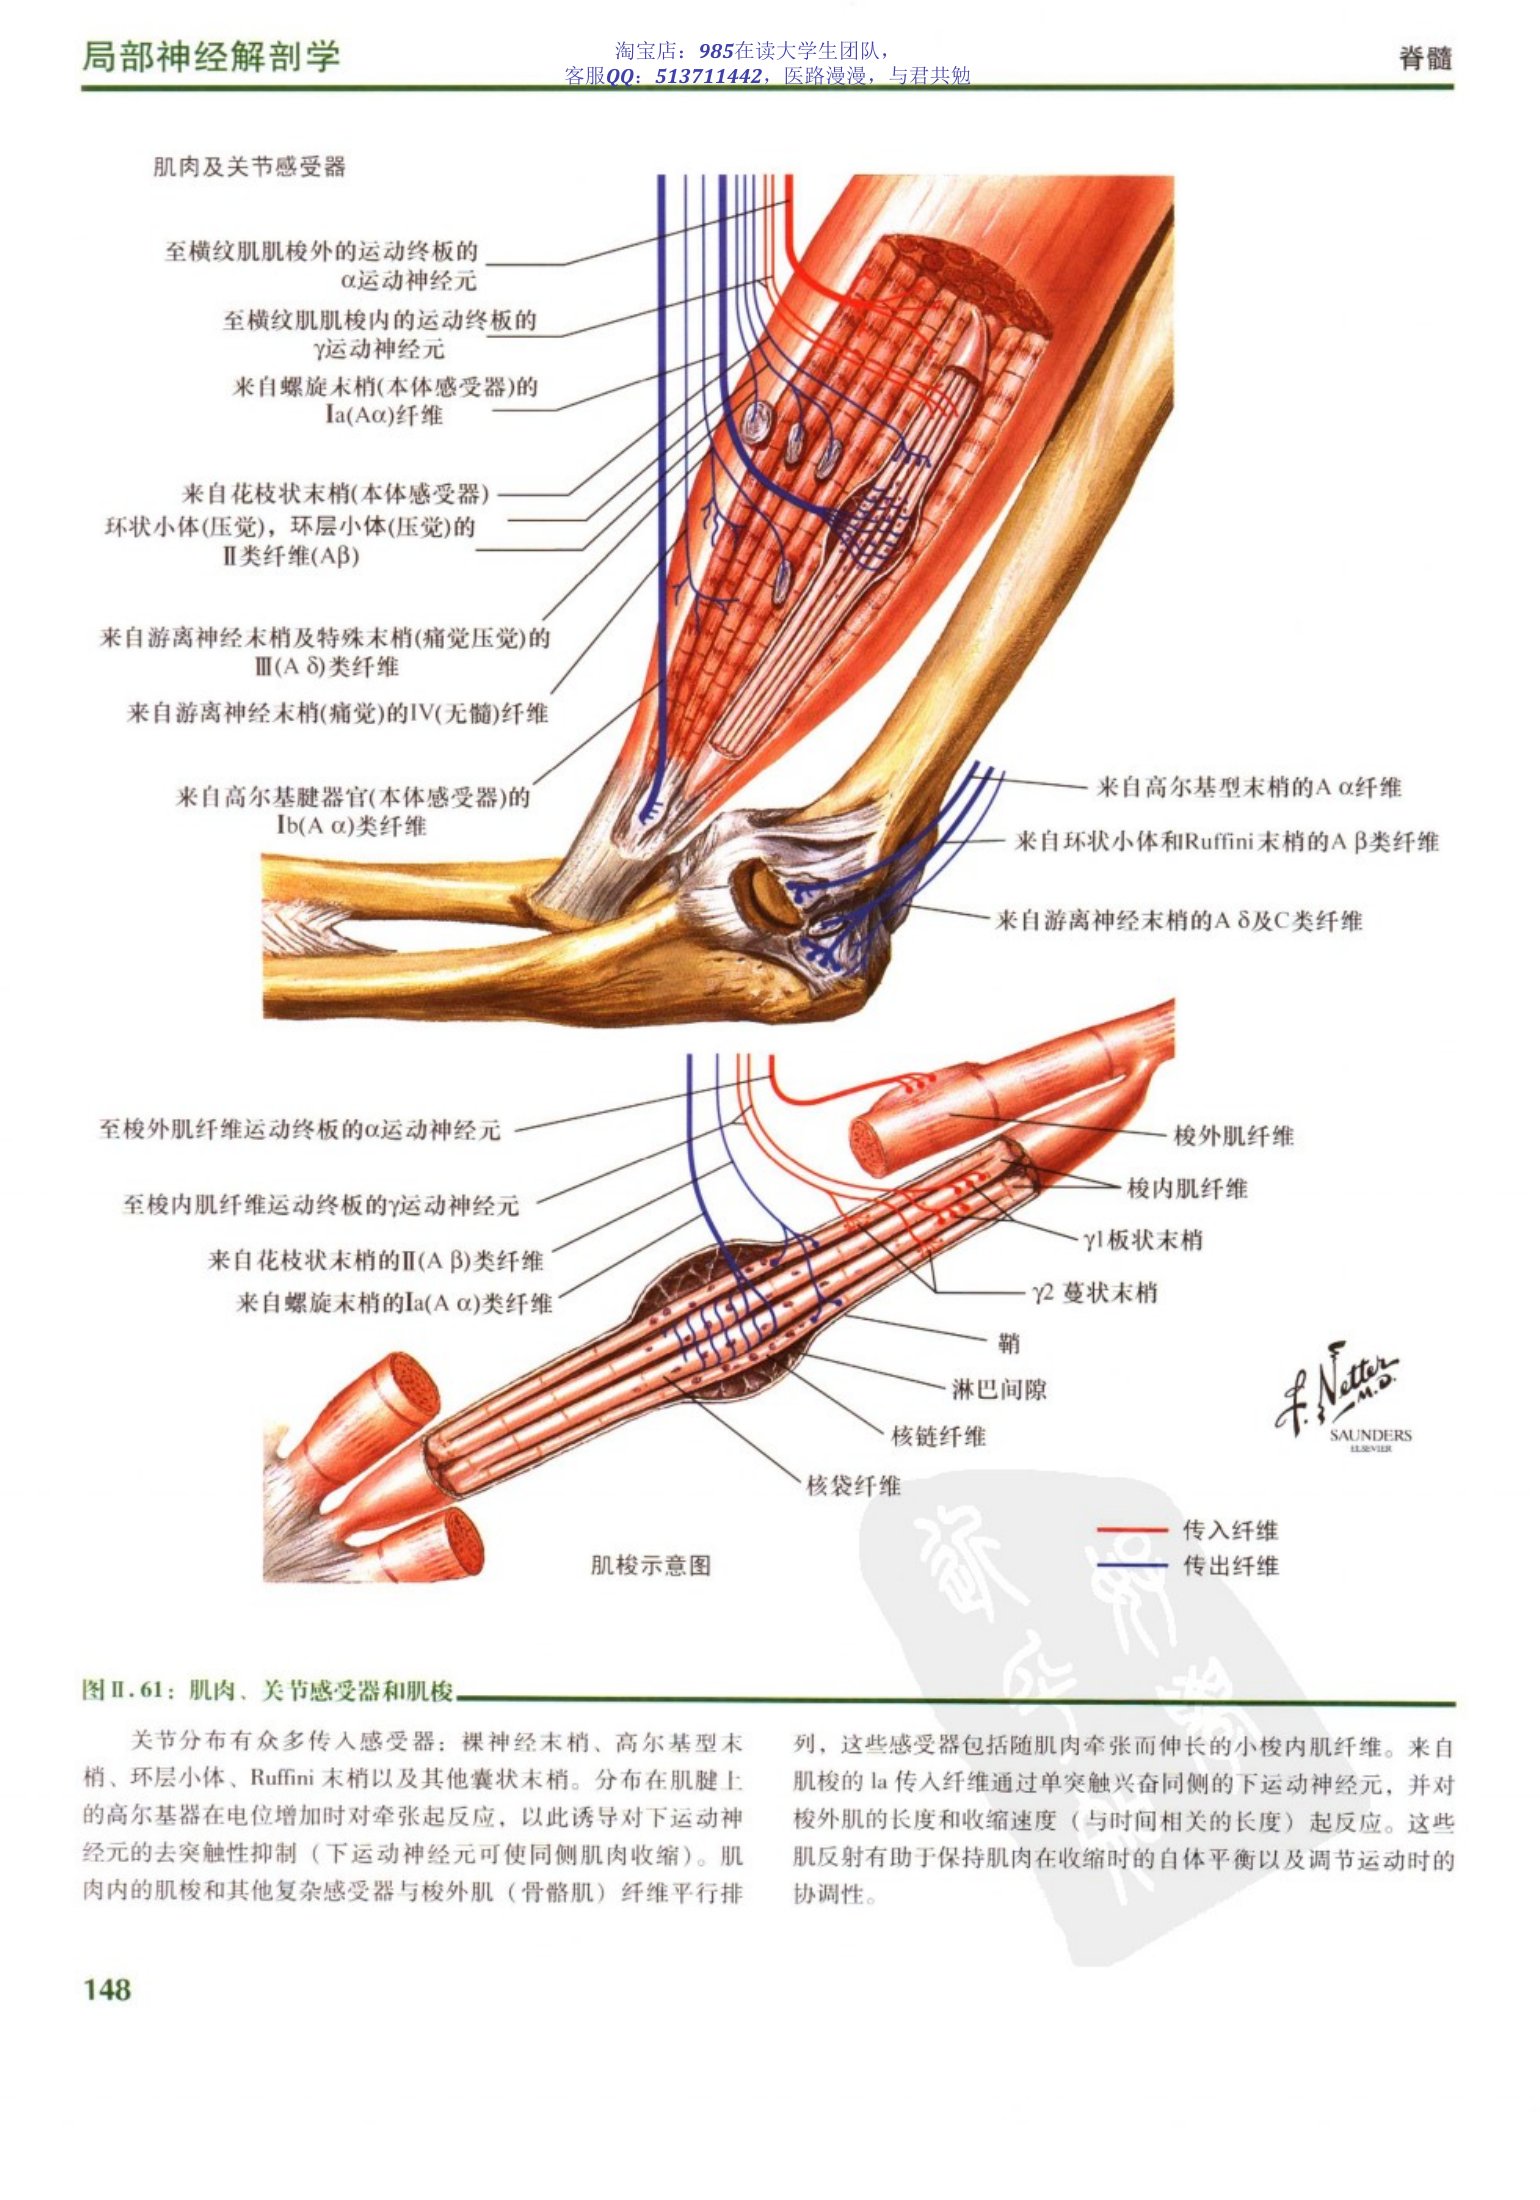 局部神经解剖学
淘宝店：985在读大学生团队，
客服QQ：513711442，医路漫漫，与君共勉
脊髓
肌肉及关节感受器
至横纹肌肌梭外的运动终板的
α运动神经元
至横纹肌肌梭内的运动终板的
γ运动神经元
来自螺旋末梢(本体感受器)的
Ⅰa(Aα)纤维
来自花枝状末梢(本体感受器)
环状小体(压觉)，环层小体(压觉)的
Ⅱ类纤维(Aβ)
来自游离神经末梢及特殊末梢(痛觉压觉)的
Ⅲ(A δ)类纤维
来自游离神经末梢(痛觉)的IV(无髓)纤维
来自高尔基腱器官(本体感受器)的
Ⅰb(A α)类纤维
来自高尔基型末梢的A α纤维
来自环状小体和Ruffini末梢的A β类纤维
来自游离神经末梢的A δ及C类纤维
至梭外肌纤维运动终板的α运动神经元
至梭内肌纤维运动终板的γ运动神经元
来自花枝状末梢的Ⅱ(A β)类纤维
来自螺旋末梢的Ⅰa(A α)类纤维
梭外肌纤维
梭内肌纤维
γ1板状末梢
γ2 蔓状末梢
鞘
淋巴间隙
核链纤维
核袋纤维
F. Netter M.D.
SAUNDERS
ELSEVIER
传入纤维
传出纤维
肌梭示意图
图Ⅱ.61：肌肉、关节感受器和肌梭
关节分布有众多传入感受器：裸神经末梢、高尔基型末
梢、环层小体、Ruffini 末梢以及其他囊状末梢。分布在肌腱上
的高尔基器在电位增加时对牵张起反应，以此诱导对下运动神
经元的去突触性抑制（下运动神经元可使同侧肌肉收缩）。肌
肉内的肌梭和其他复杂感受器与梭外肌（骨骼肌）纤维平行排
列，这些感受器包括随肌肉牵张而伸长的小梭内肌纤维。来自
肌梭的 Ia 传入纤维通过单突触兴奋同侧的下运动神经元，并对
梭外肌的长度和收缩速度（与时间相关的长度）起反应。这些
肌反射有助于保持肌肉在收缩时的自体平衡以及调节运动时的
协调性。
148